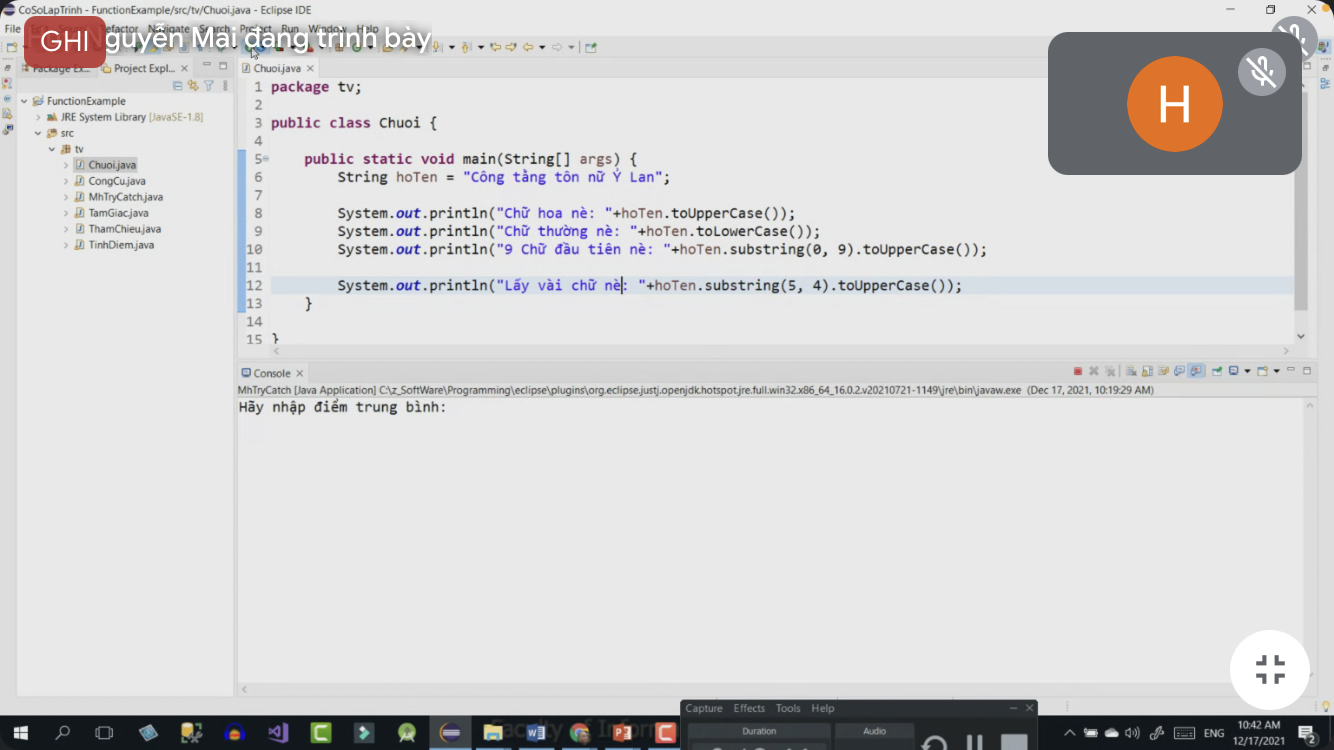 CoSoLapTrinh - FunctionExample/src/tv/Chuoi.java - Eclipse IDE
File Refactor Navigate Search Project Run Window Help
GHI guyễn Mai đang trình bày
Package Ex... Project Expl...
FunctionExample
JRE System Library [JavaSE-1.8]
src
tv
Chuoi.java
CongCu.java
MhTryCatch.java
TamGiac.java
ThamChieu.java
TinhDiem.java
Chuoi.java
1 package tv;
2
3 public class Chuoi {
4
5 public static void main(String[] args) {
6 String hoTen = "Công tằng tôn nữ Ý Lan";
7
8 System.out.println("Chữ hoa nè: "+hoTen.toUpperCase());
9 System.out.println("Chữ thường nè: "+hoTen.toLowerCase());
10 System.out.println("9 Chữ đầu tiên nè: "+hoTen.substring(0, 9).toUpperCase());
11
12 System.out.println("Lấy vài chữ nè: "+hoTen.substring(5, 4).toUpperCase());
13 }
14
15 }
H
Console
MhTryCatch [Java Application] C:\z_SoftWare\Programming\eclipse\plugins\org.eclipse.justj.openjdk.hotspot.jre.full.win32.x86_64_16.0.2.v20210721-1149\jre\bin\javaw.exe (Dec 17, 2021, 10:19:29 AM)
Hãy nhập điểm trung bình:
Capture Effects Tools Help
Duration Audio
Faculty of Inform
ENG
10:42 AM
12/17/2021
2